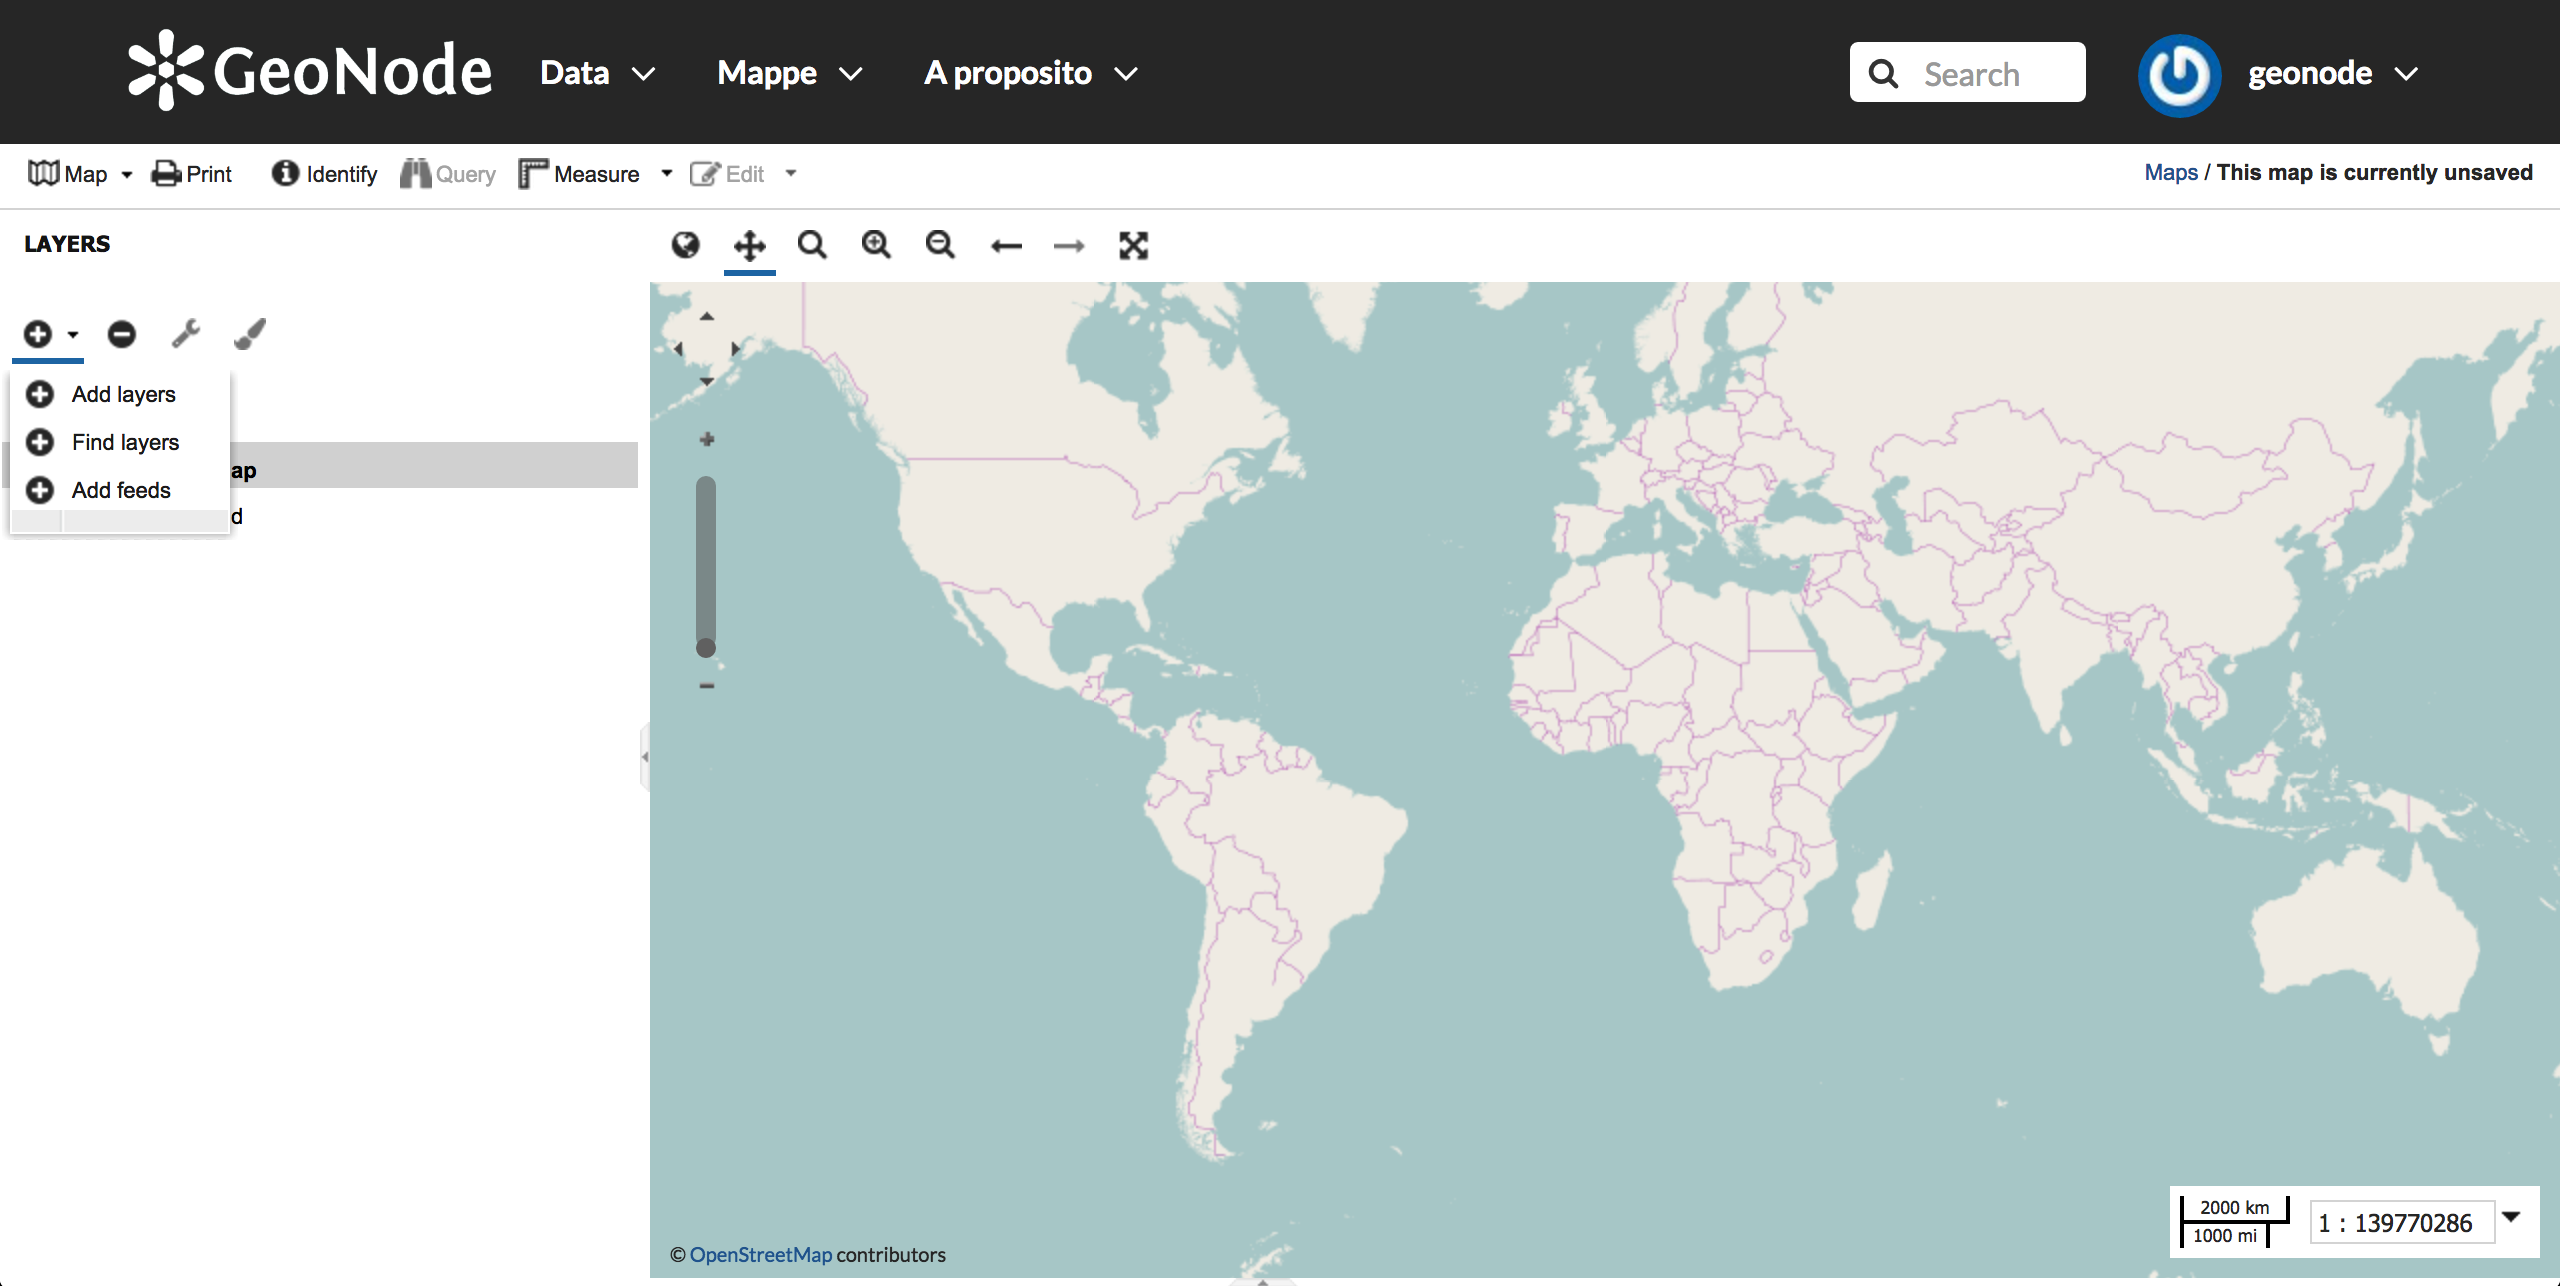 GeoNode Data Mappe A proposito Search geonode
Map Print Identify Query Measure Edit Maps / This map is currently unsaved
LAYERS
Add layers
Find layers
ap
Add feeds
d
2000 km
1000 mi
1 : 139770286
© OpenStreetMap contributors